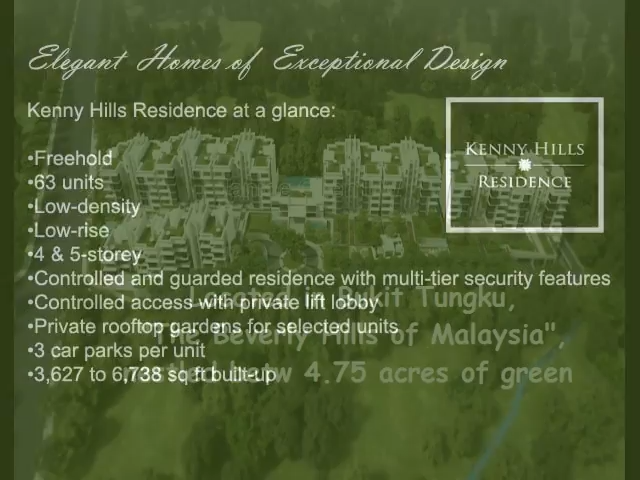 Elegant Homes of Exceptional Design
Kenny Hills Residence at a glance:
KENNY HILLS
RESIDENCE
•Freehold
•63 units
•Low-density
•Low-rise
•4 & 5-storey
•Controlled and guarded residence with multi-tier security features
•Controlled access with private lift lobby
•Private rooftop gardens for selected units
•3 car parks per unit
•3,627 to 6,738 sq ft built-up
in Bukit Tungku,
"The Beverly Hills of Malaysia",
4.75 acres of green